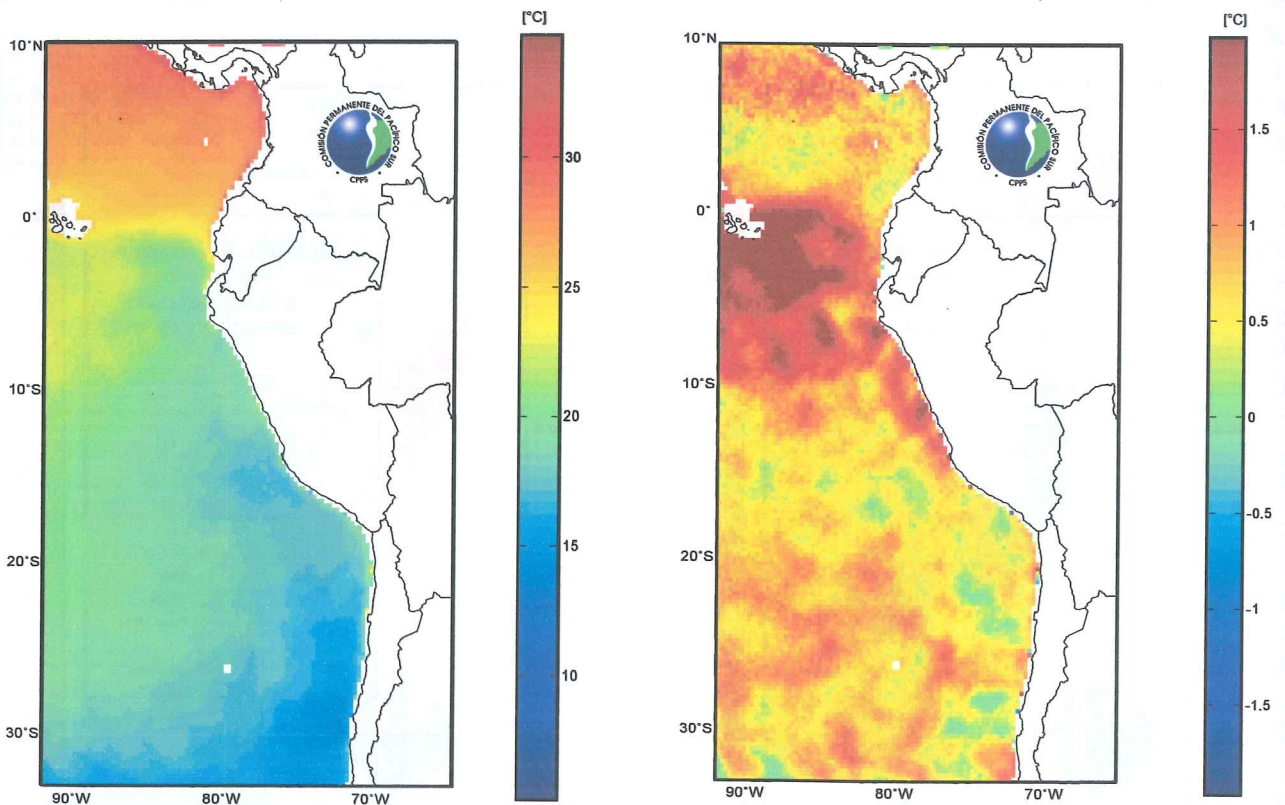 [°C]
10°N
0°
10°S
20°S
30°S
90°W
80°W
70°W
30
25
20
15
10
COMISIÓN PERMANENTE DEL PACÍFICO SUR
CPPS
[°C]
10°N
0°
10°S
20°S
30°S
90°W
80°W
70°W
1.5
1
0.5
0
-0.5
-1
-1.5
COMISIÓN PERMANENTE DEL PACÍFICO SUR
CPPS